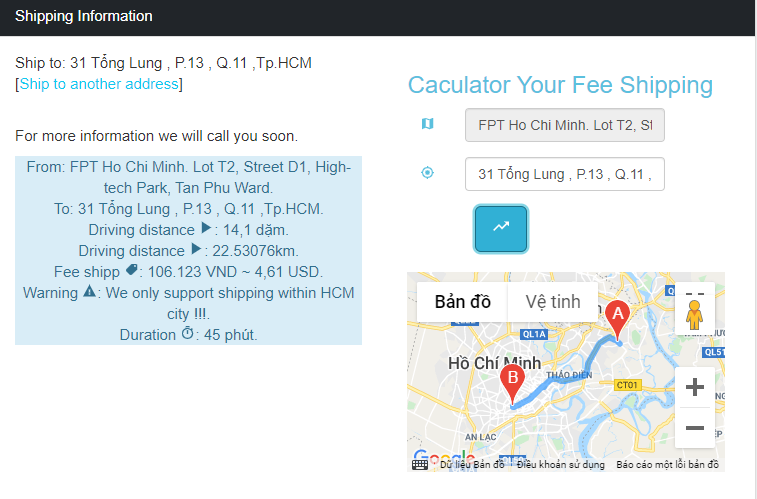 Shipping Information
Ship to: 31 Tổng Lung , P.13 , Q.11 ,Tp.HCM
[Ship to another address]
For more information we will call you soon.
From: FPT Ho Chi Minh. Lot T2, Street D1, High-
tech Park, Tan Phu Ward.
To: 31 Tổng Lung , P.13 , Q.11 ,Tp.HCM.
Driving distance : 14,1 dặm.
Driving distance : 22.53076km.
Fee shipp : 106.123 VND ~ 4,61 USD.
Warning : We only support shipping within HCM
city !!!.
Duration : 45 phút.
Caculator Your Fee Shipping
FPT Ho Chi Minh. Lot T2, St
31 Tổng Lung , P.13 , Q.11 ,
Bản đồ
Vệ tinh
A
QL1A
QL51
Hồ Chí Minh
B
THẢO ĐIỀN
CT01
AN LẠC
Google
Dữ liệu Bản đồ
Điều khoản sử dụng
Báo cáo một lỗi bản đồ